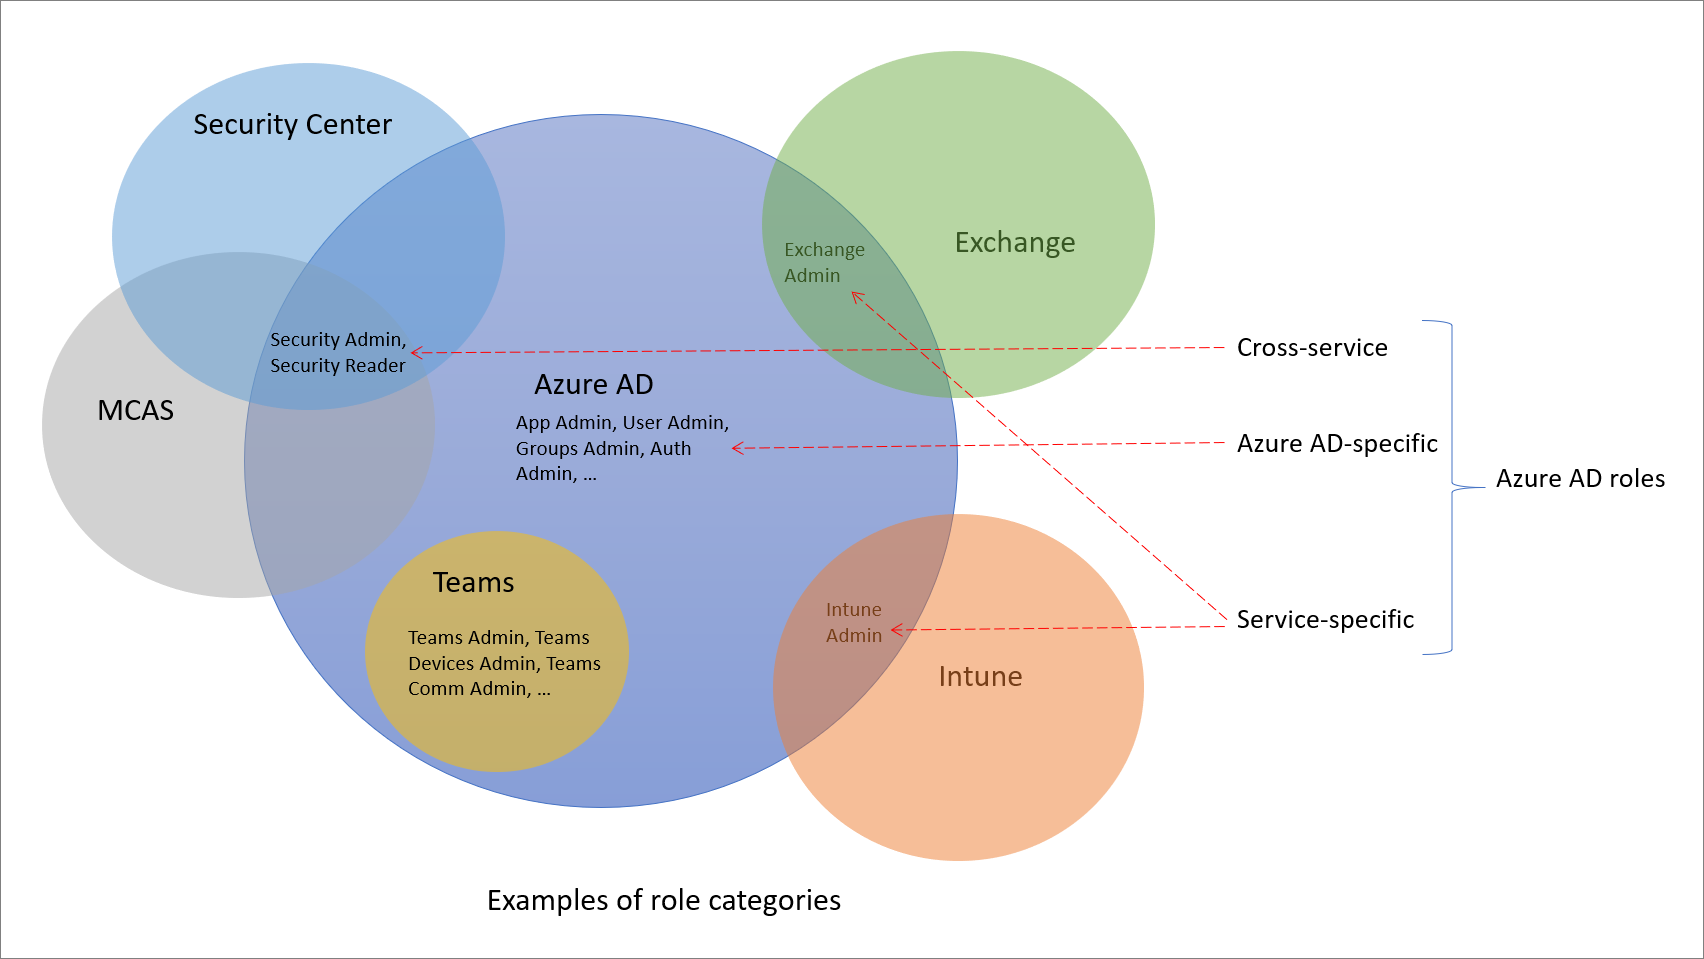 Security Center
Exchange
Exchange
Admin
Security Admin,
Security Reader
Cross-service
MCAS
Azure AD
App Admin, User Admin,
Groups Admin, Auth
Admin, ...
Azure AD-specific
Azure AD roles
Teams
Teams Admin, Teams
Devices Admin, Teams
Comm Admin, ...
Intune
Admin
Service-specific
Intune
Examples of role categories